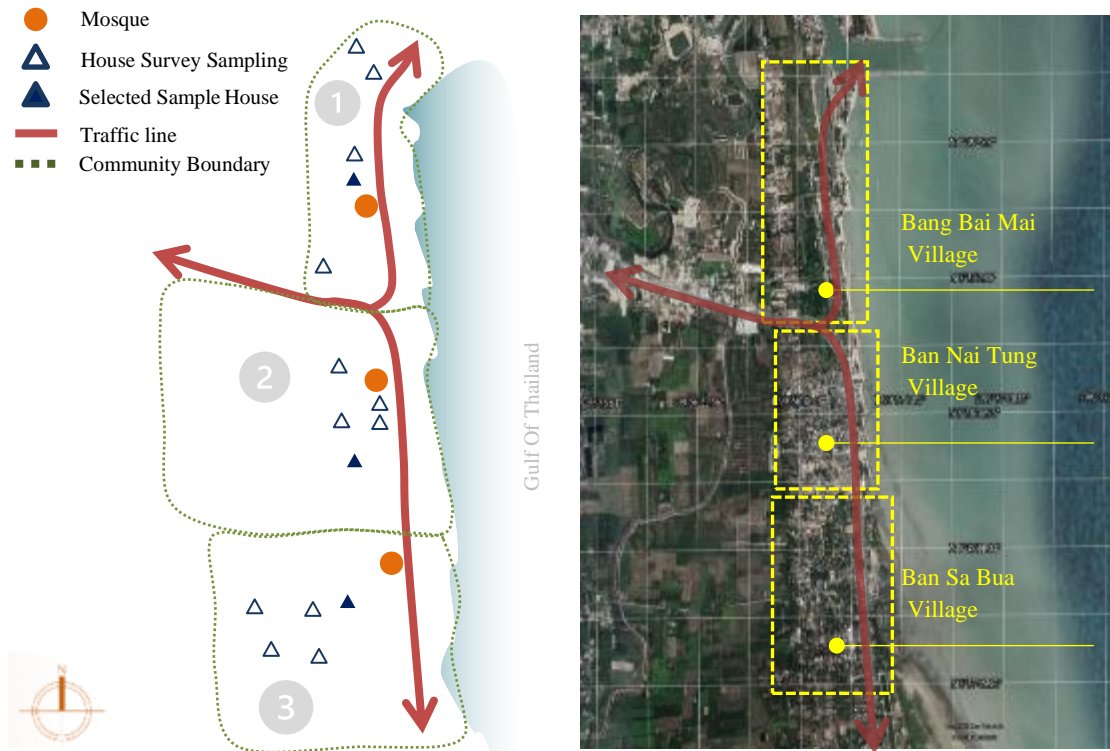 Mosque
House Survey Sampling
Selected Sample House
Traffic line
Community Boundary
1
2
3
Gulf Of Thailand
N
Bang Bai Mai
Village
Ban Nai Tung
Village
Ban Sa Bua
Village